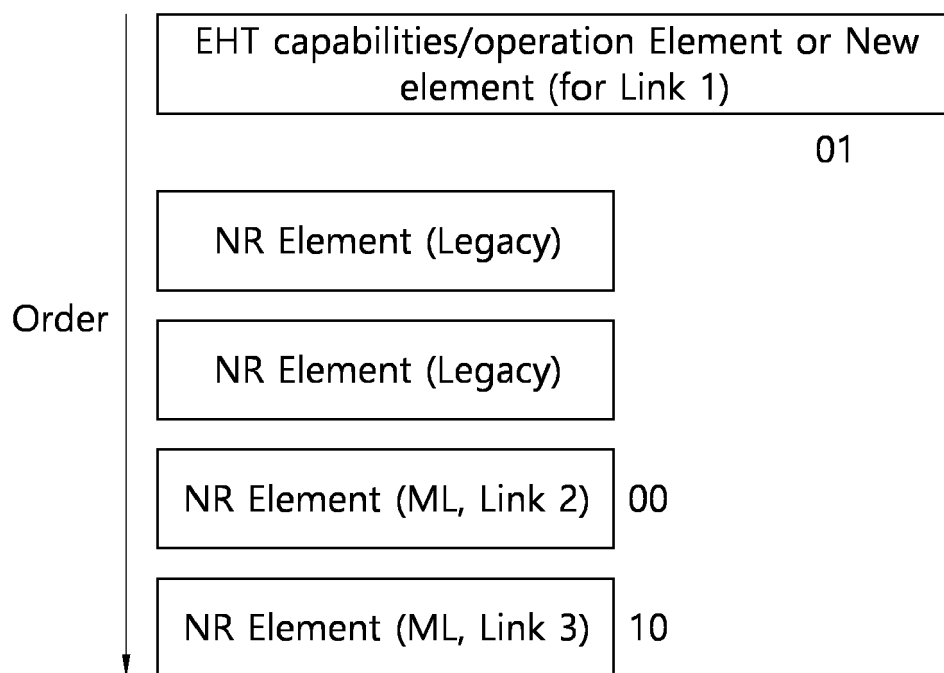 EHT capabilities/operation Element or New
element (for Link 1)
01
NR Element (Legacy)
Order
NR Element (Legacy)
NR Element (ML, Link 2) 00
NR Element (ML, Link 3) 10